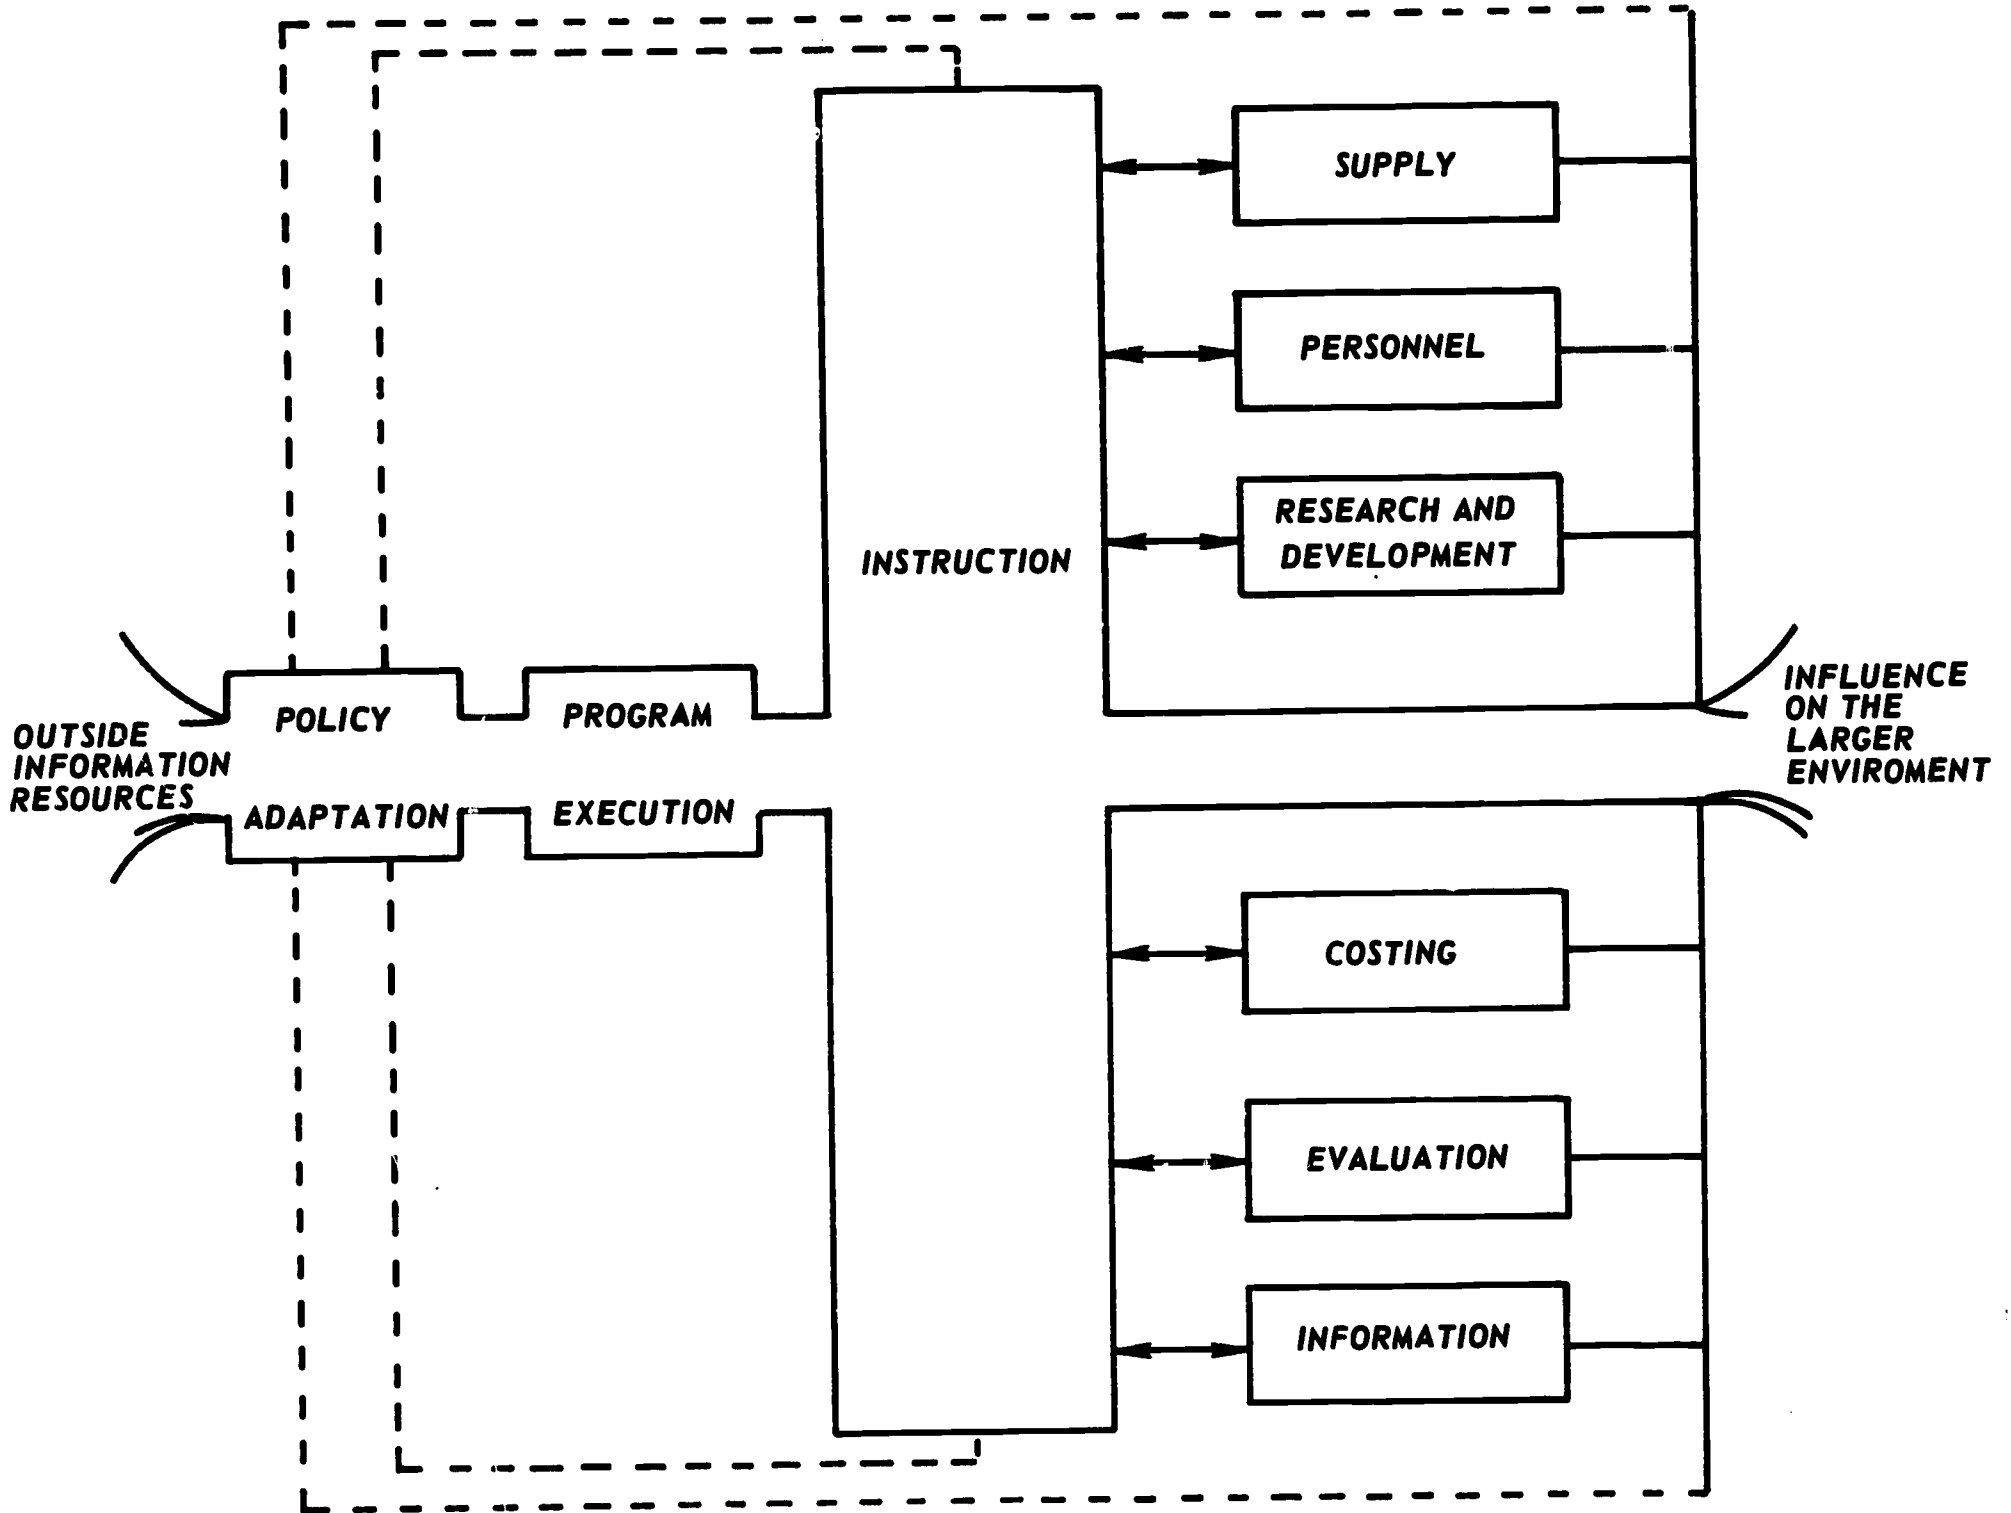 SUPPLY
PERSONNEL
RESEARCH AND
DEVELOPMENT
INSTRUCTION
POLICY
PROGRAM
OUTSIDE
INFORMATION
RESOURCES
ADAPTATION
EXECUTION
INFLUENCE
ON THE
LARGER
ENVIROMENT
COSTING
EVALUATION
INFORMATION